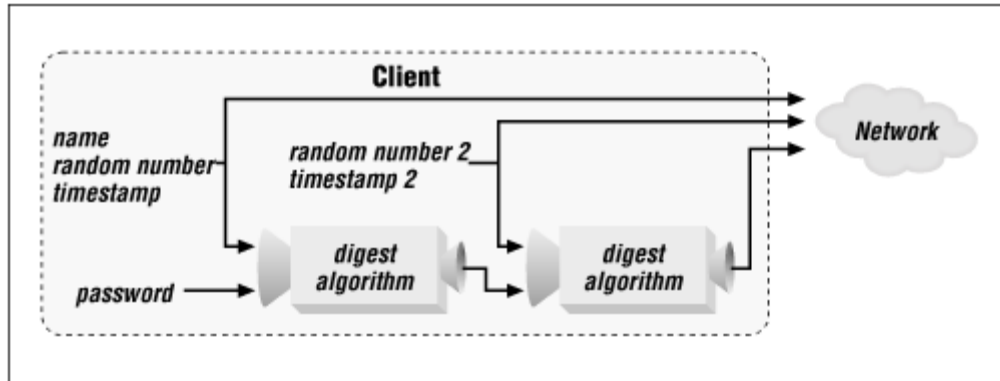 Client
name
random number
timestamp
random number 2
timestamp 2
Network
password
digest
algorithm
digest
algorithm